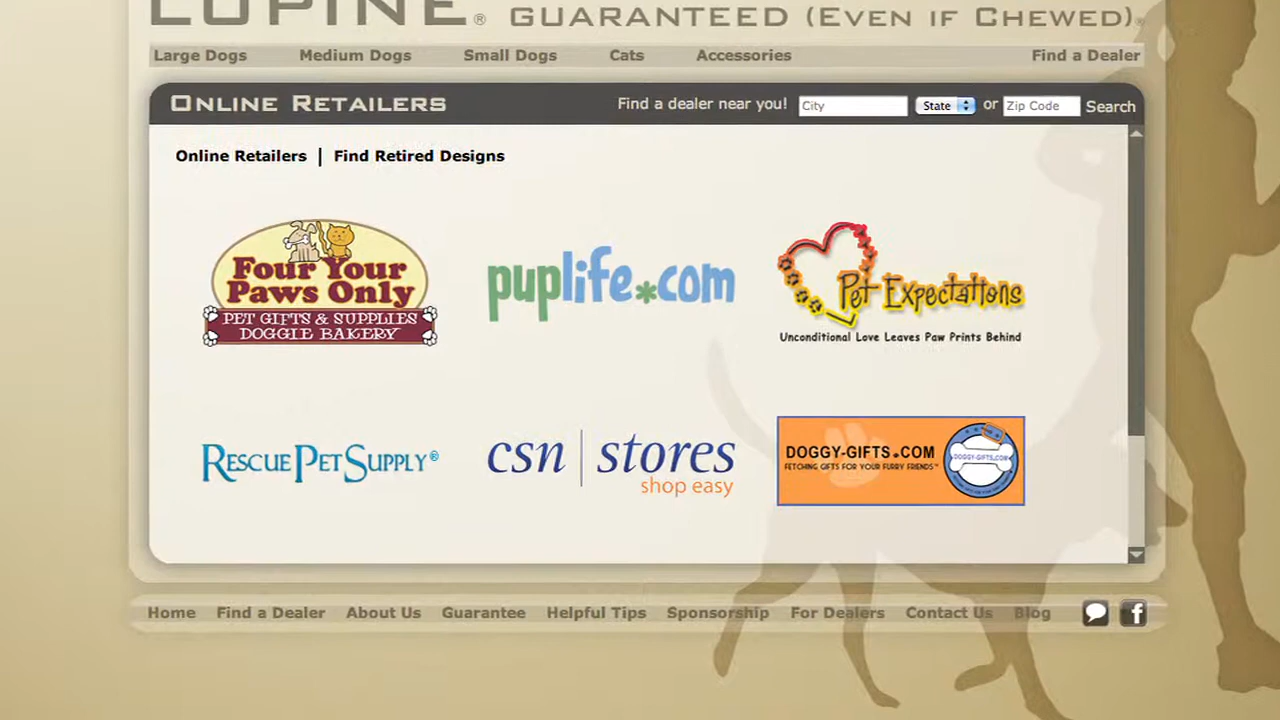 LUPINE® GUARANTEED (EVEN IF CHEWED)®
Large Dogs Medium Dogs Small Dogs Cats Accessories Find a Dealer
ONLINE RETAILERS Find a dealer near you! City State or Zip Code Search
Online Retailers | Find Retired Designs
FOUR YOUR
PAWS ONLY
PET GIFTS & SUPPLIES
DOGGIE BAKERY
puplife*com
PET EXPECTATIONS
Unconditional Love Leaves Paw Prints Behind
RESCUE PET SUPPLY®
csn | stores
shop easy
DOGGY-GIFTS.COM
FETCHING GIFTS FOR YOUR FURRY FRIENDS™
DOGGY-GIFTS.COM
Home Find a Dealer About Us Guarantee Helpful Tips Sponsorship For Dealers Contact Us Blog